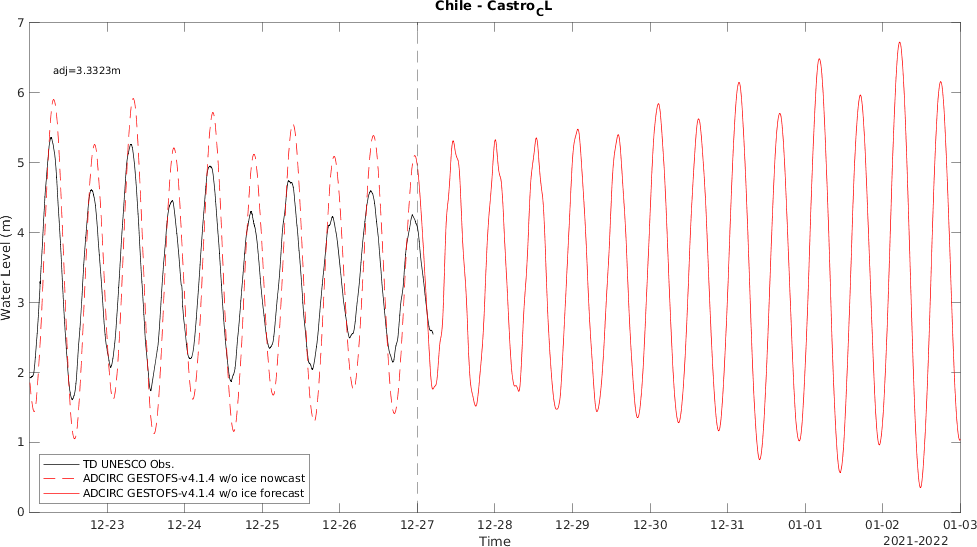 Chile - Castro_CL
7
6
5
4
3
2
1
0
Water Level (m)
adj=3.3323m
TD UNESCO Obs.
ADCIRC GESTOFS-v4.1.4 w/o ice nowcast
ADCIRC GESTOFS-v4.1.4 w/o ice forecast
12-23 12-24 12-25 12-26 12-27 12-28 12-29 12-30 12-31 01-01 01-02 01-03
Time
2021-2022